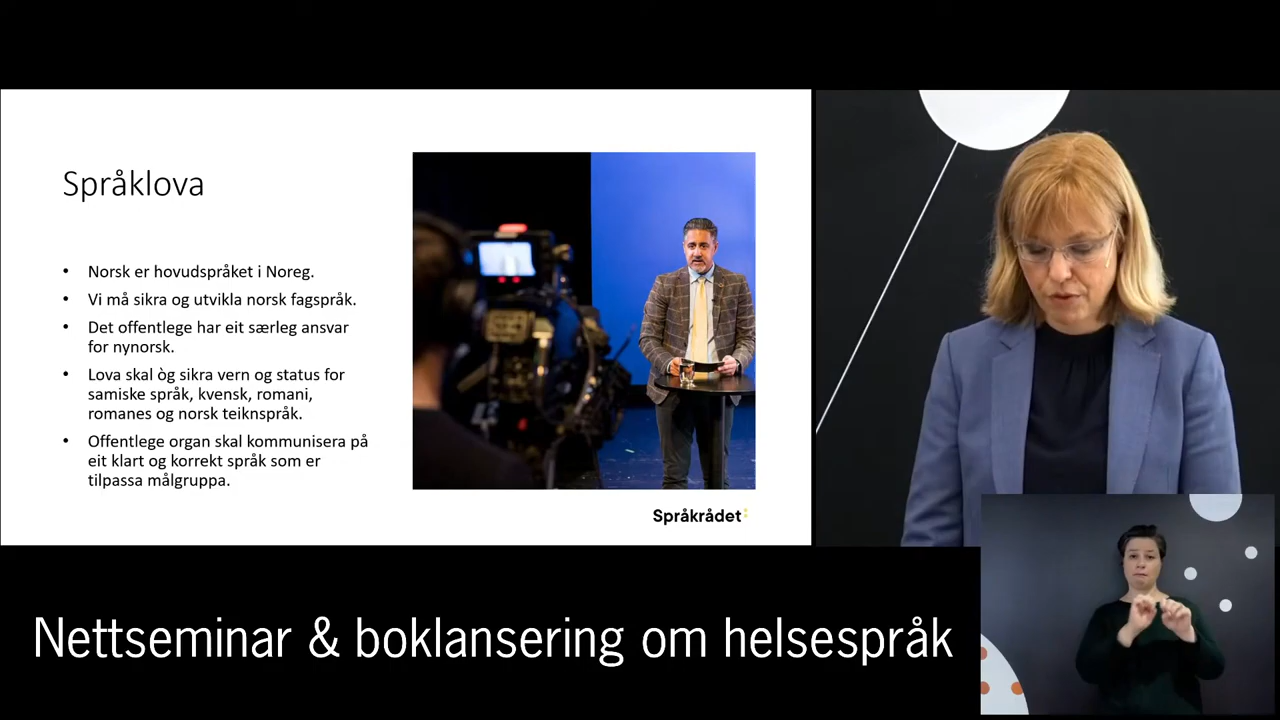 Språklova
• Norsk er hovudspråket i Noreg.
• Vi må sikra og utvikla norsk fagspråk.
• Det offentlege har eit særleg ansvar
for nynorsk.
• Lova skal òg sikra vern og status for
samiske språk, kvensk, romani,
romanes og norsk teiknspråk.
• Offentlege organ skal kommunisera på
eit klart og korrekt språk som er
tilpassa målgruppa.
Språkrådet:
Nettseminar & boklansering om helsespråk